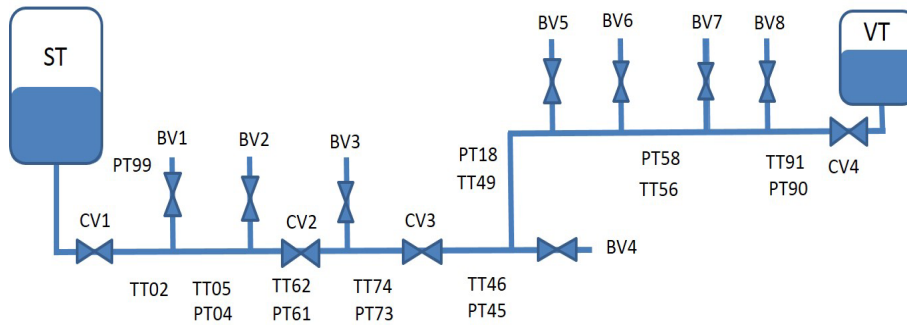 ST
VT
BV5
BV6
BV7
BV8
BV1
BV2
BV3
PT99
PT18
TT49
PT58
TT56
TT91
PT90
CV4
CV1
CV2
CV3
BV4
TT02
TT05
PT04
TT62
PT61
TT74
PT73
TT46
PT45